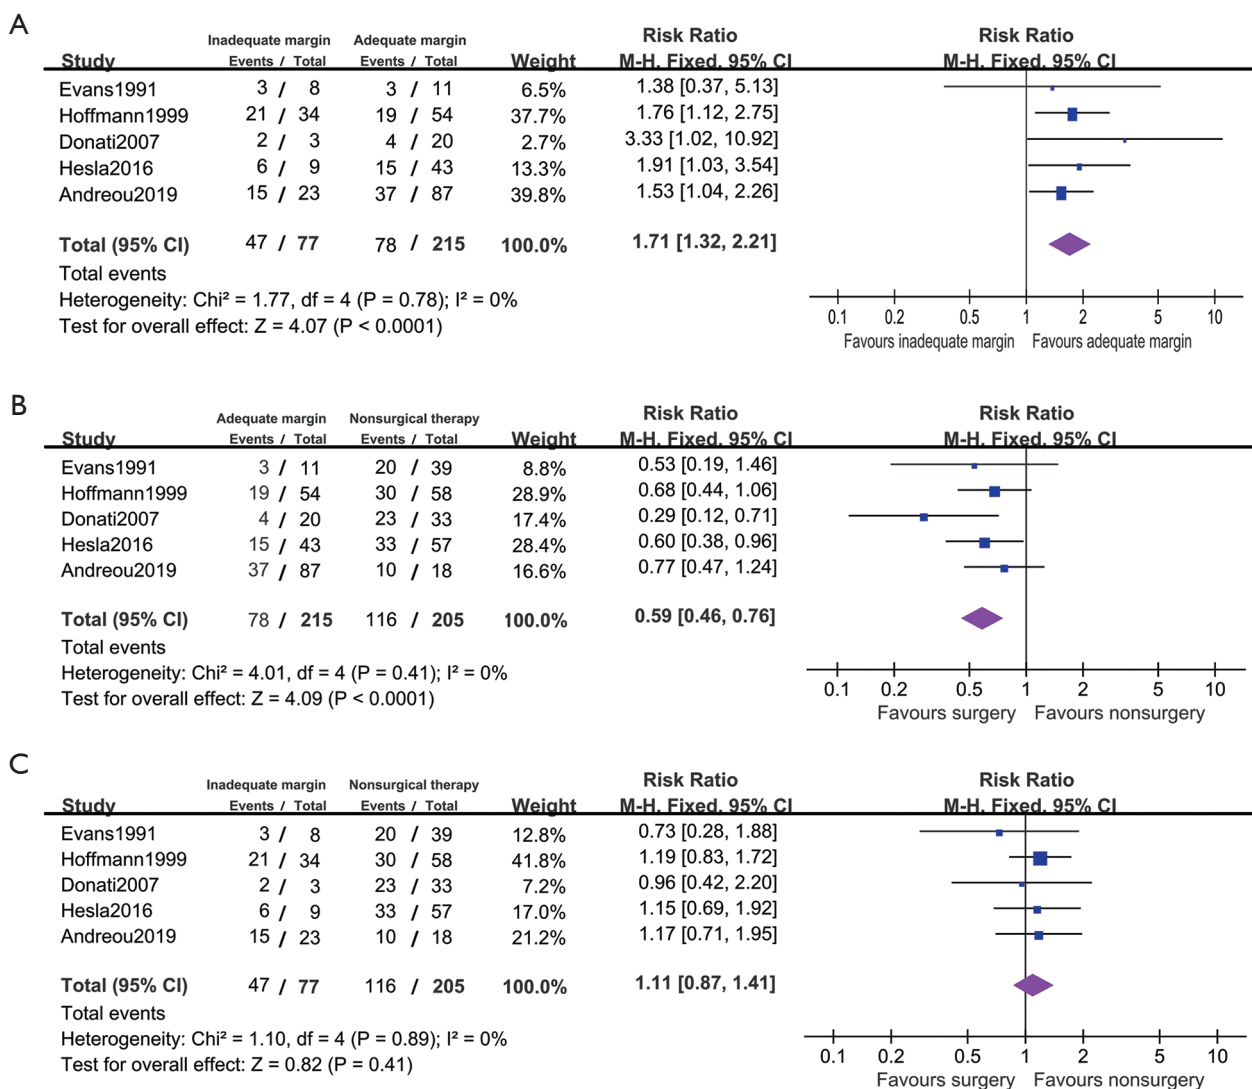 A
Risk Ratio Risk Ratio
Inadequate margin Adequate margin
Study Events / Total Events / Total Weight M-H, Fixed, 95% CI M-H, Fixed, 95% CI
Evans1991 3 / 8 3 / 11 6.5% 1.38 [0.37, 5.13]
Hoffmann1999 21 / 34 19 / 54 37.7% 1.76 [1.12, 2.75]
Donati2007 2 / 3 4 / 20 2.7% 3.33 [1.02, 10.92]
Hesla2016 6 / 9 15 / 43 13.3% 1.91 [1.03, 3.54]
Andreou2019 15 / 23 37 / 87 39.8% 1.53 [1.04, 2.26]
Total (95% CI) 47 / 77 78 / 215 100.0% 1.71 [1.32, 2.21]
Total events
Heterogeneity: Chi² = 1.77, df = 4 (P = 0.78); I² = 0%
Test for overall effect: Z = 4.07 (P < 0.0001)
0.1 0.2 0.5 1 2 5 10
Favours inadequate margin Favours adequate margin
B
Risk Ratio Risk Ratio
Adequate margin Nonsurgical therapy
Study Events / Total Events / Total Weight M-H, Fixed, 95% CI M-H, Fixed, 95% CI
Evans1991 3 / 11 20 / 39 8.8% 0.53 [0.19, 1.46]
Hoffmann1999 19 / 54 30 / 58 28.9% 0.68 [0.44, 1.06]
Donati2007 4 / 20 23 / 33 17.4% 0.29 [0.12, 0.71]
Hesla2016 15 / 43 33 / 57 28.4% 0.60 [0.38, 0.96]
Andreou2019 37 / 87 10 / 18 16.6% 0.77 [0.47, 1.24]
Total (95% CI) 78 / 215 116 / 205 100.0% 0.59 [0.46, 0.76]
Total events
Heterogeneity: Chi² = 4.01, df = 4 (P = 0.41); I² = 0%
Test for overall effect: Z = 4.09 (P < 0.0001)
0.1 0.2 0.5 1 2 5 10
Favours surgery Favours nonsurgery
C
Risk Ratio Risk Ratio
Inadequate margin Nonsurgical therapy
Study Events / Total Events / Total Weight M-H, Fixed, 95% CI M-H, Fixed, 95% CI
Evans1991 3 / 8 20 / 39 12.8% 0.73 [0.28, 1.88]
Hoffmann1999 21 / 34 30 / 58 41.8% 1.19 [0.83, 1.72]
Donati2007 2 / 3 23 / 33 7.2% 0.96 [0.42, 2.20]
Hesla2016 6 / 9 33 / 57 17.0% 1.15 [0.69, 1.92]
Andreou2019 15 / 23 10 / 18 21.2% 1.17 [0.71, 1.95]
Total (95% CI) 47 / 77 116 / 205 100.0% 1.11 [0.87, 1.41]
Total events
Heterogeneity: Chi² = 1.10, df = 4 (P = 0.89); I² = 0%
Test for overall effect: Z = 0.82 (P = 0.41)
0.1 0.2 0.5 1 2 5 10
Favours surgery Favours nonsurgery